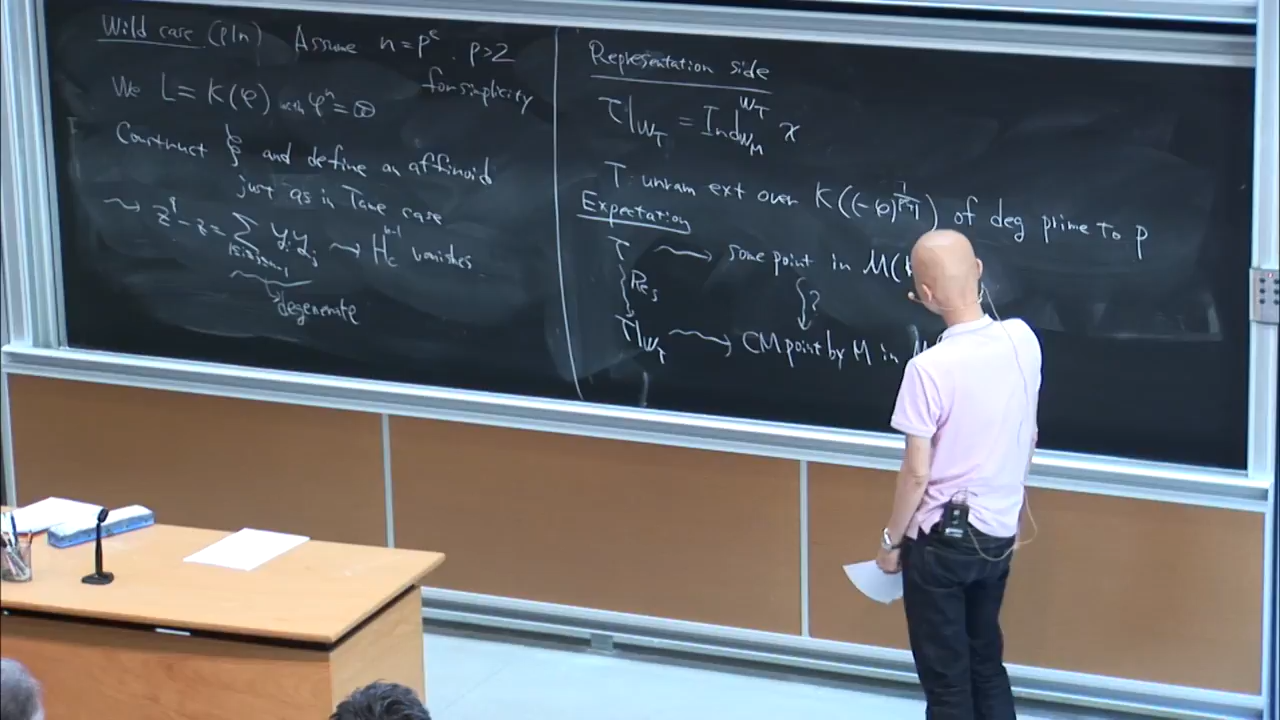 Wild case (p|n) Assume n = p^e . p>2
for simplicity
We L = K(φ) with φ^n = ϖ
Construct ξ and define an affinoid
just as in Tame case
⇝ z^q - z = Σ_{1≤i≤j≤n-1} y_i y_j ⇝ H_c^{n-1} vanishes
degenerate
Representation side
τ|_{W_T} = Ind_{W_M}^{W_T} χ
T : unram ext over K((-φ)^{1/(p^e+1)}) of deg prime to p
Expectation
τ ⇝ some point in M(
Res ?
τ|_{W_T} ⇝ CM point by M in M